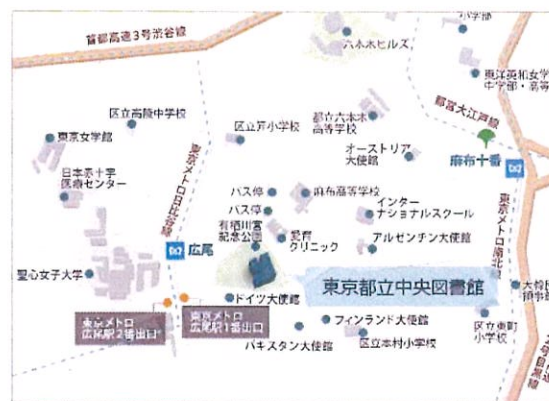 首都高速3号渋谷線
小学部
六本木ヒルズ
東洋英和女学
中学部・高等
区立高陵中学校
東京女学館
区立笄小学校
都立六本木
高等学校
都営大江戸線
オーストリア
大使館
麻布十番
日本赤十字
医療センター
東京メトロ日比谷線
バス停
麻布高等学校
バス停
インター
ナショナルスクール
東京メトロ南北線
有栖川宮
記念公園
広尾
愛育
クリニック
アルゼンチン大使館
聖心女子大学
東京都立中央図書館
ドイツ大使館
東京メトロ
広尾駅2番出口
東京メトロ
広尾駅1番出口
フィンランド大使館
パキスタン大使館
区立本村小学校
区立東町
小学校